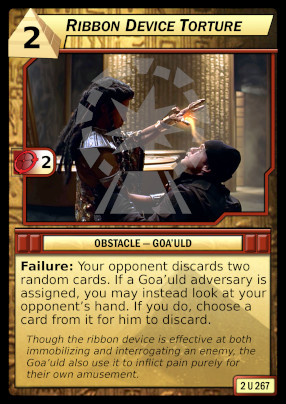 2
RIBBON DEVICE TORTURE
2
OBSTACLE — GOA'ULD
Failure: Your opponent discards two
random cards. If a Goa'uld adversary is
assigned, you may instead look at your
opponent's hand. If you do, choose a
card from it for him to discard.
Though the ribbon device is effective at both
immobilizing and interrogating an enemy, the
Goa'uld also use it to inflict pain purely for
their own amusement.
2 U 267